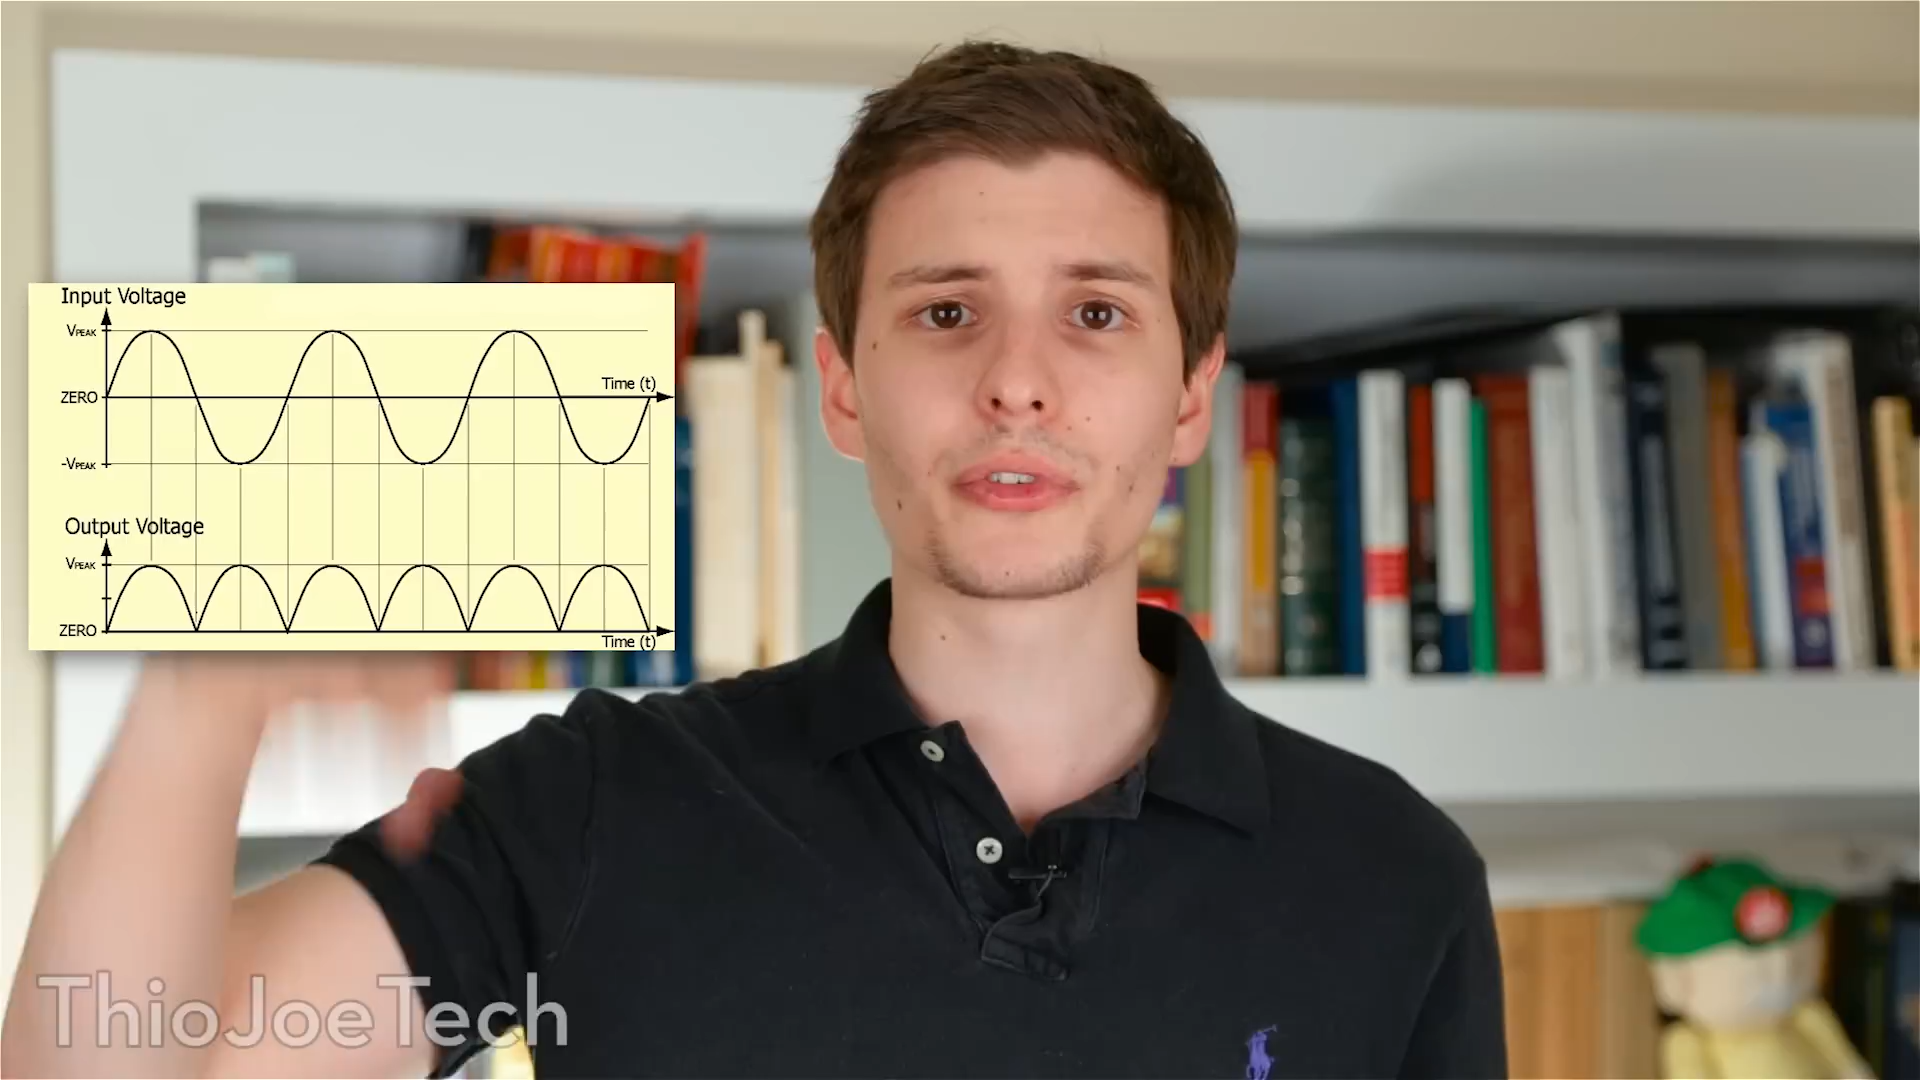 Input Voltage
VPEAK
Time (t)
ZERO
-VPEAK
Output Voltage
VPEAK
ZERO
Time (t)
ThioJoeTech